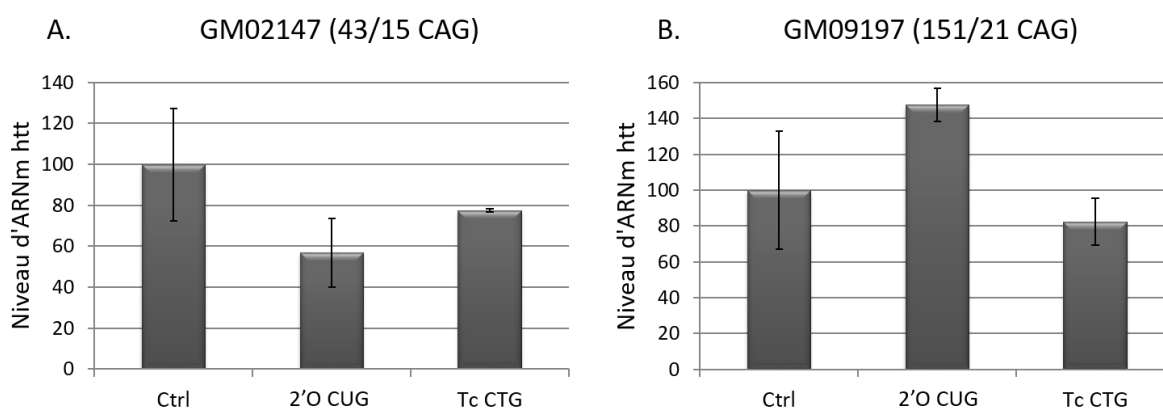 A. GM02147 (43/15 CAG)
Niveau d'ARNm htt
140
120
100
80
60
40
20
0
Ctrl 2'O CUG Tc CTG
B. GM09197 (151/21 CAG)
Niveau d'ARNm htt
160
140
120
100
80
60
40
20
0
Ctrl 2'O CUG Tc CTG